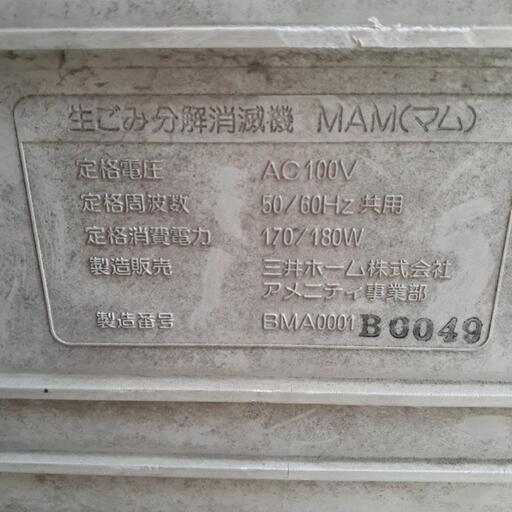 生ごみ分解消滅機 MAM(マム)
定格電圧 AC100V
定格周波数 50/60Hz 共用
定格消費電力 170/180W
製造販売 三井ホーム株式会社
アメニティ事業部
製造番号 BMA0001 B0049